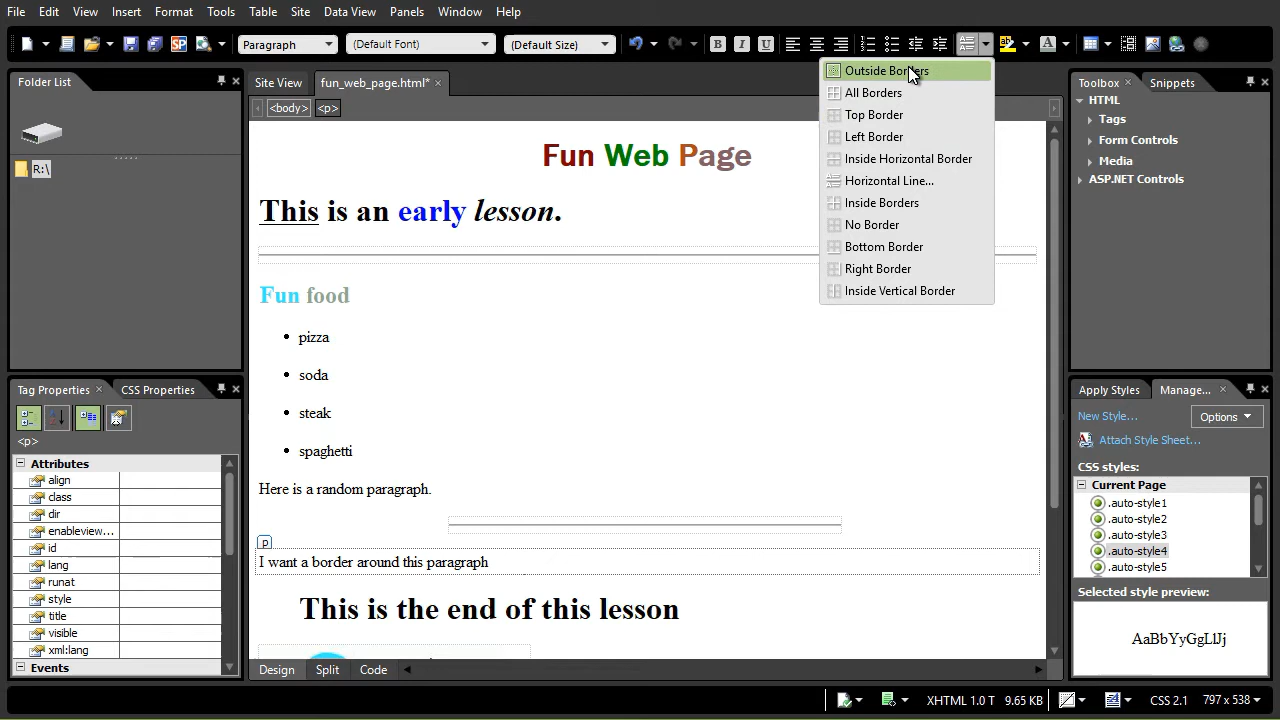 File Edit View Insert Format Tools Table Site Data View Panels Window Help
SP Paragraph (Default Font) (Default Size) B I U A
Folder List
R:\
Site View fun_web_page.html*
<body> <p>
Outside Borders
All Borders
Top Border
Left Border
Inside Horizontal Border
Horizontal Line...
Inside Borders
No Border
Bottom Border
Right Border
Inside Vertical Border
Fun Web Page
This is an early lesson.
Fun food
pizza
soda
steak
spaghetti
Here is a random paragraph.
p
I want a border around this paragraph
This is the end of this lesson
Design Split Code
Toolbox Snippets
HTML
Tags
Form Controls
Media
ASP.NET Controls
Tag Properties CSS Properties
<p>
Attributes
align
class
dir
enableview...
id
lang
runat
style
title
visible
xml:lang
Events
Apply Styles Manage...
New Style... Options
Attach Style Sheet...
CSS styles:
Current Page
.auto-style1
.auto-style2
.auto-style3
.auto-style4
.auto-style5
Selected style preview:
AaBbYyGgLlJj
XHTML 1.0 T 9.65 KB CSS 2.1 797 x 538